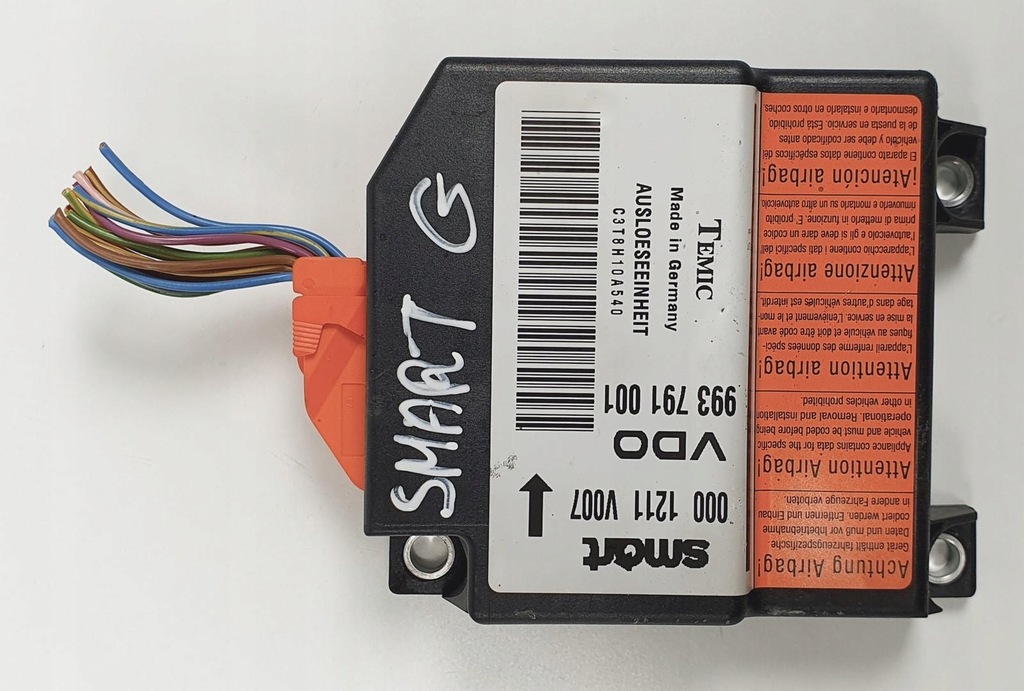 SMART G
smart
000 1211 V007
VDO
993 791 001
TEMIC
Made in Germany
AUSLOESEEINHEIT
C3T8H10A540
Achtung Airbag!
Gerät enthält fahrzeugspezifische
Daten und muß vor Inbetriebnahme
codiert werden. Entfernen und Einbau
in andere Fahrzeuge verboten.
Attention Airbag!
Appliance contains data for the specific
vehicle and must be coded before being
operational. Removal and installation
in other vehicles prohibited.
Attention airbag!
L'appareil renferme des données spéci-
fiques au véhicule et doit être codé avant
la mise en service. L'enlèvement et le mon-
tage dans d'autres véhicules est interdit.
Attenzione airbag!
L'apparecchio contiene i dati specifici dell'
l'autoveicolo e gli si deve dare un codice
prima di metterlo in funzione. E' proibito
rimuoverlo e montarlo su un altro autoveicolo
¡Atención airbag!
El aparato contiene datos específicos del
vehículo y debe ser codificado antes
de la puesta en servicio. Está prohibido
desmontarlo e instalarlo en otros coches.